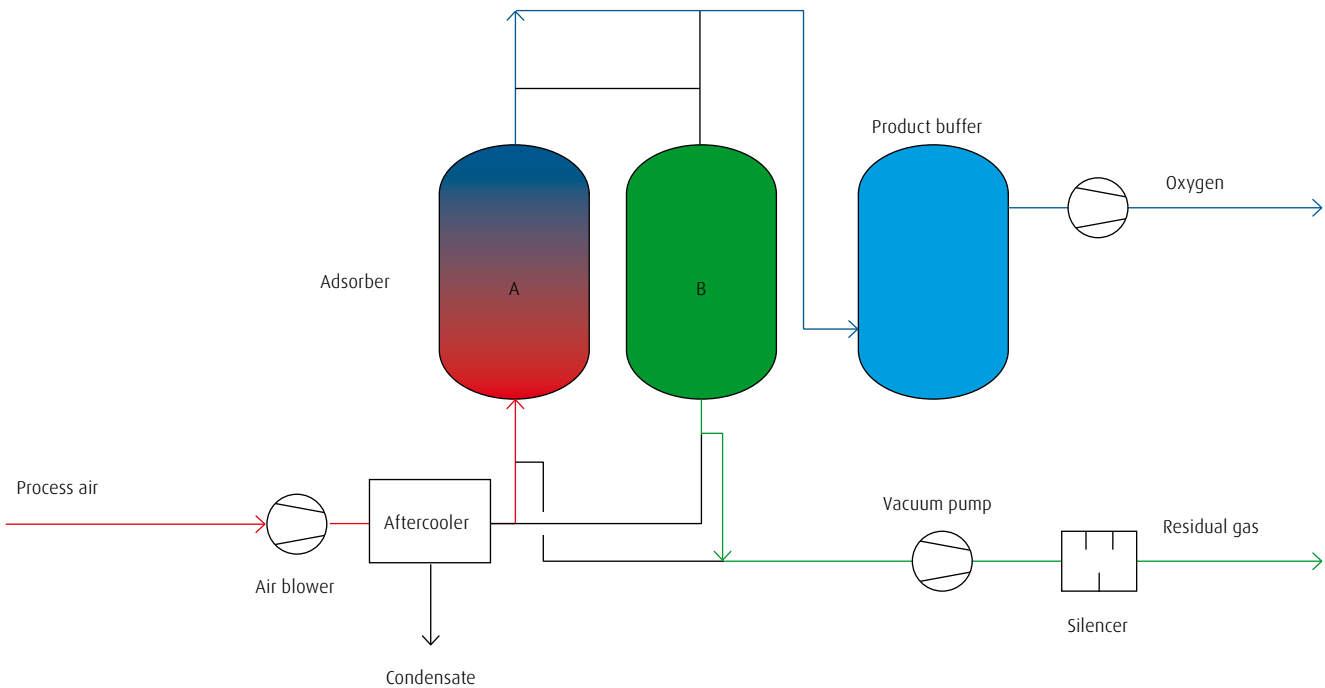 Product buffer
Oxygen
Adsorber
A
B
Process air
Aftercooler
Vacuum pump
Residual gas
Air blower
Silencer
Condensate